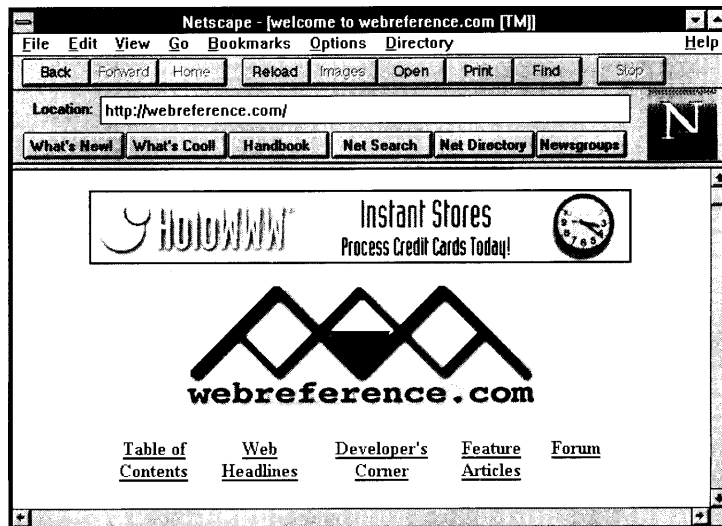 Netscape - [welcome to webreference.com [TM]]
File Edit View Go Bookmarks Options Directory Help
Back Forward Home Reload Images Open Print Find Stop
Location: http://webreference.com/
N
What's New! What's Cool! Handbook Net Search Net Directory Newsgroups
HoloWWW™ Instant Stores
Process Credit Cards Today!
webreference.com
Table of Contents
Web Headlines
Developer's Corner
Feature Articles
Forum